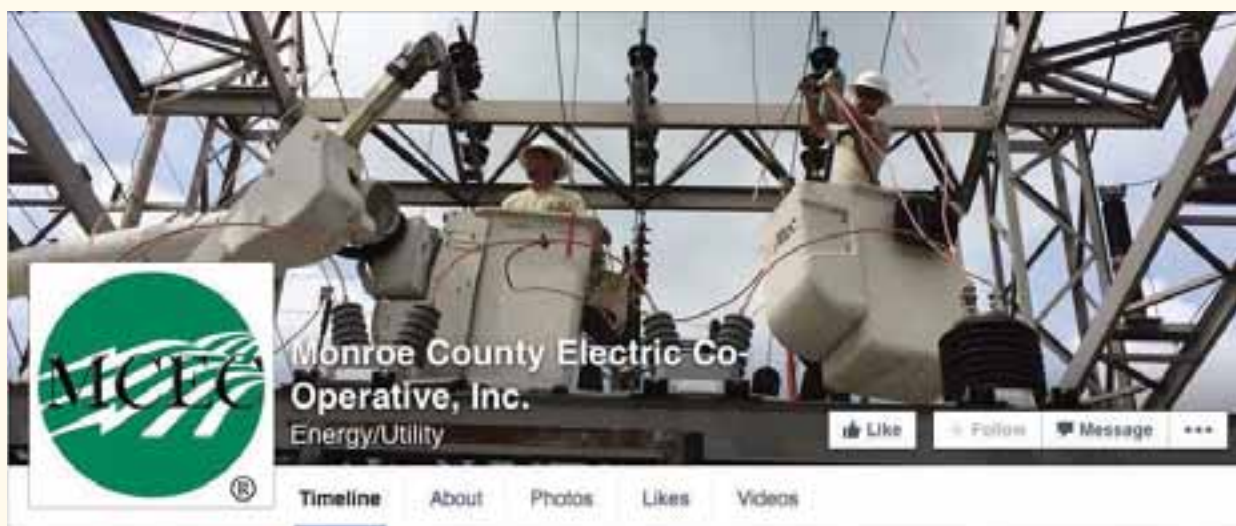 MCEC
®
Monroe County Electric Co-
Operative, Inc.
Energy/Utility
Like
Follow
Message
Timeline
About
Photos
Likes
Videos